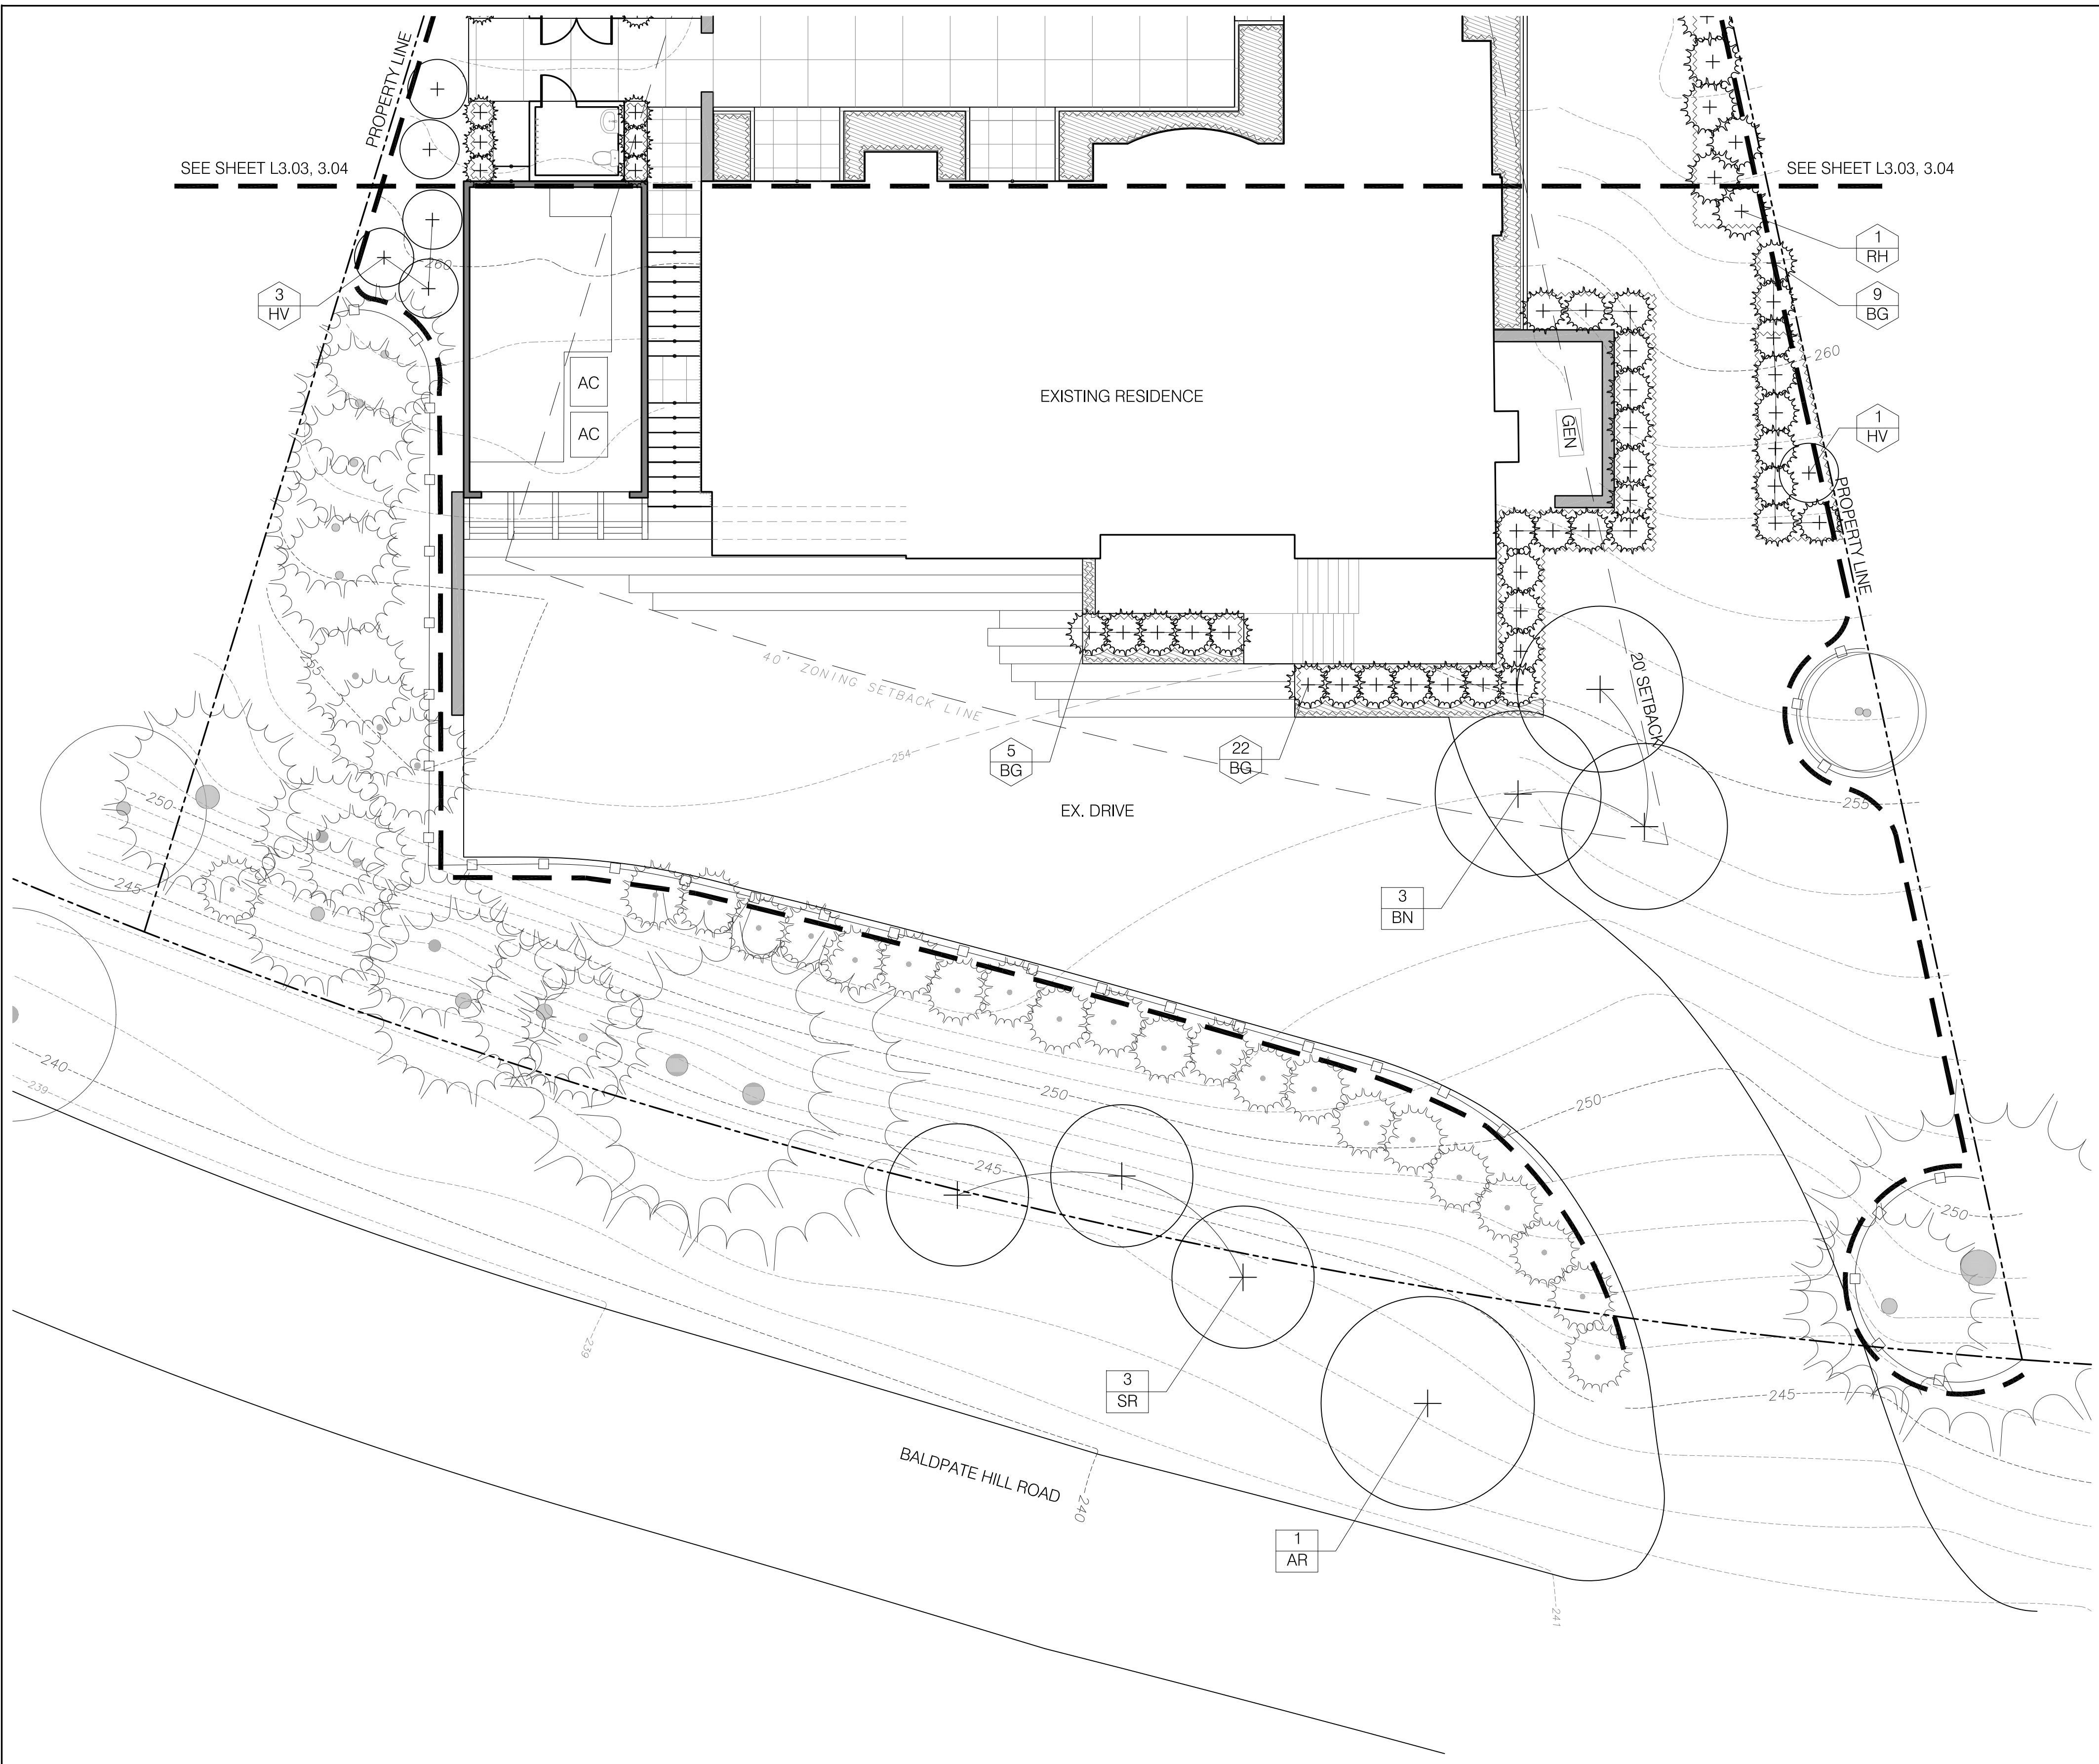 PROPERTY LINE
SEE SHEET L3.03, 3.04
SEE SHEET L3.03, 3.04
1
RH
260
3
HV
9
BG
260
AC
EXISTING RESIDENCE
1
HV
AC
GEN
PROPERTY LINE
255
40' ZONING SETBACK LINE
20' SETBACK
254
5
BG
22
BG
250
EX. DRIVE
255
245
3
BN
240
239
250
250
245
250
239
3
SR
245
BALDPATE HILL ROAD
240
1
AR
241